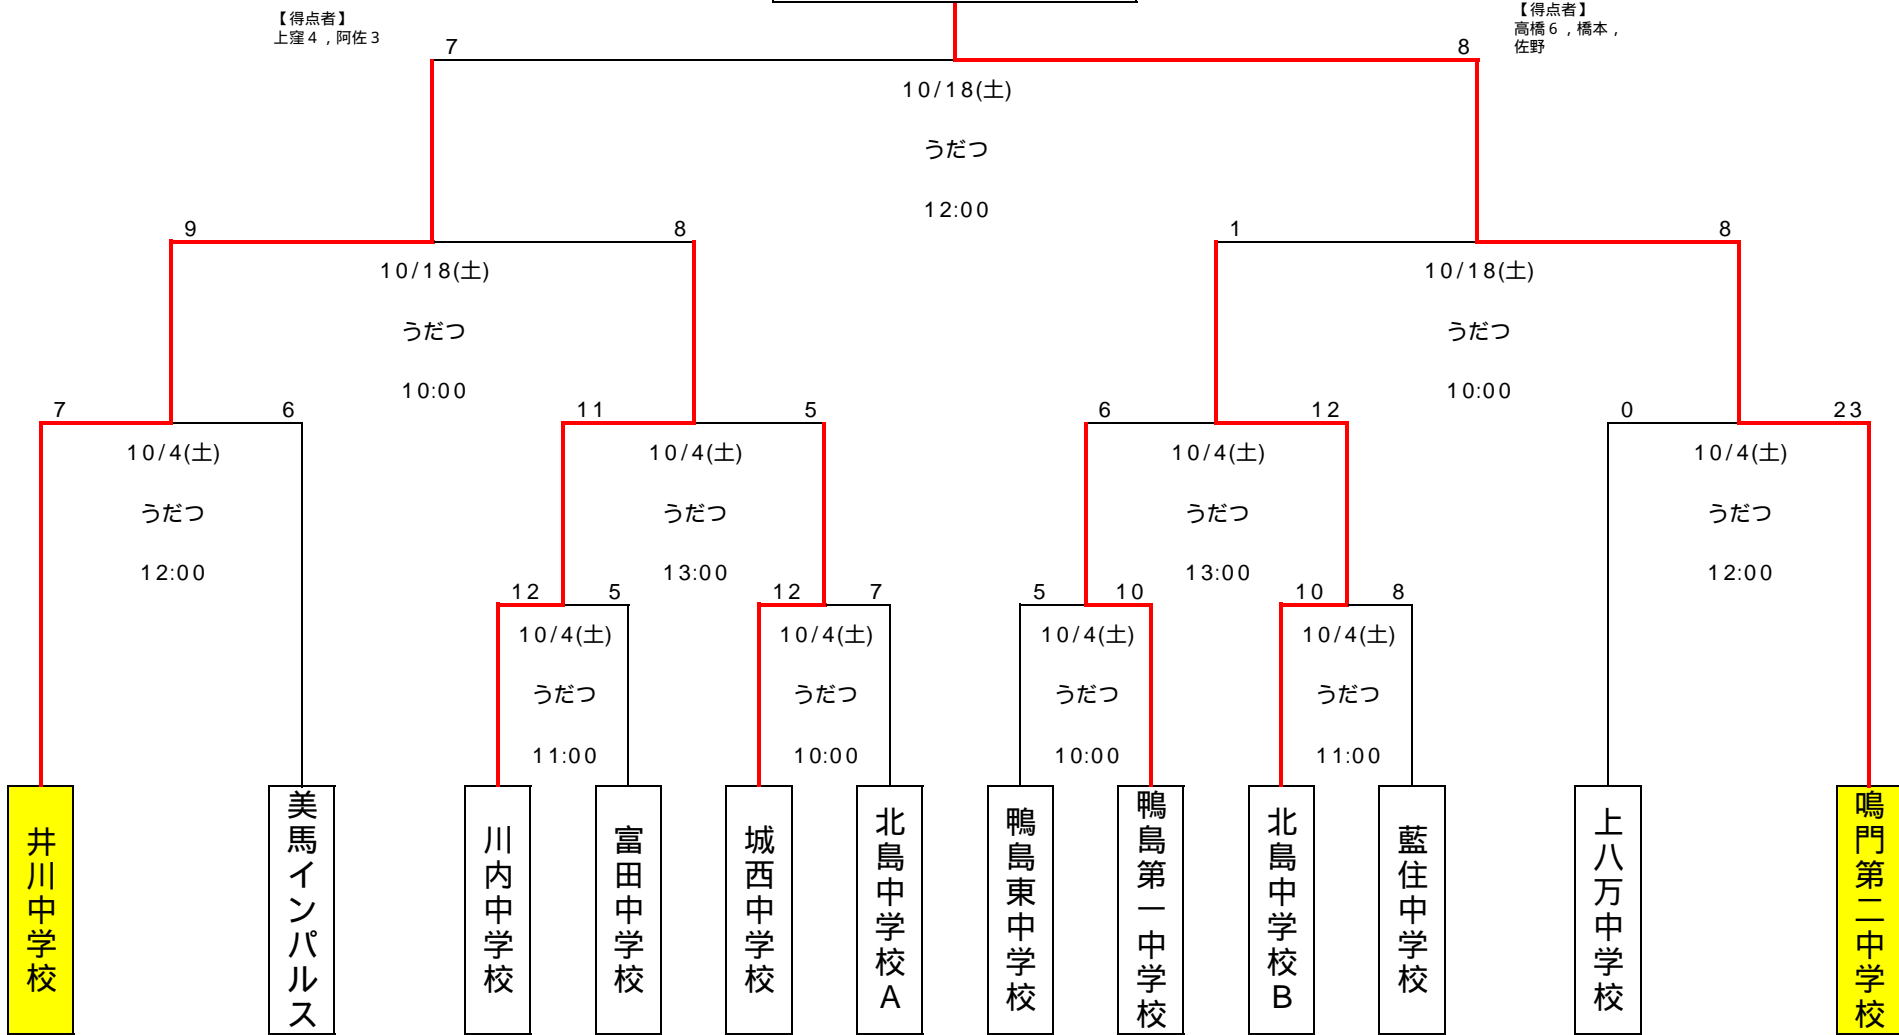 【得点者】
上窪４，阿佐３
【得点者】
高橋６，橋本，
佐野
7
8
10/18(土)
うだつ
12:00
9
8
10/18(土)
うだつ
10:00
1
8
10/18(土)
うだつ
10:00
7
6
10/4(土)
うだつ
12:00
11
5
10/4(土)
うだつ
13:00
6
12
10/4(土)
うだつ
13:00
0
23
10/4(土)
うだつ
12:00
12
5
10/4(土)
うだつ
11:00
12
7
10/4(土)
うだつ
10:00
5
10
10/4(土)
うだつ
10:00
10
8
10/4(土)
うだつ
11:00
井川中学校
美馬インパルス
川内中学校
富田中学校
城西中学校
北島中学校A
鴨島東中学校
鴨島第一中学校
北島中学校B
藍住中学校
上八万中学校
鳴門第二中学校